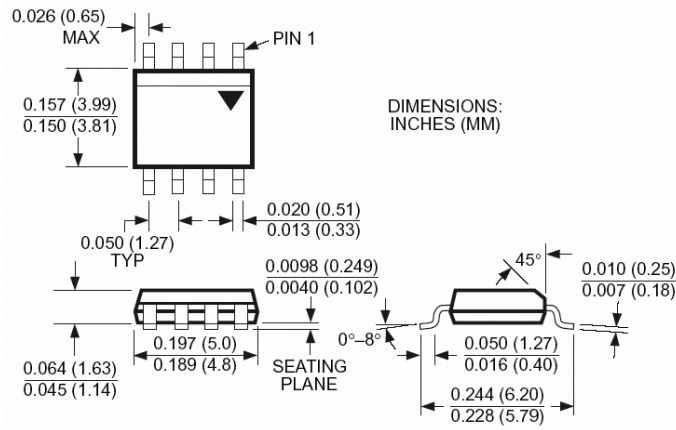 0.026 (0.65)
MAX
PIN 1
0.157 (3.99)
0.150 (3.81)
DIMENSIONS:
INCHES (MM)
0.020 (0.51)
0.013 (0.33)
0.050 (1.27)
TYP
0.0098 (0.249)
0.0040 (0.102)
45°
0.010 (0.25)
0.007 (0.18)
0°–8°
0.064 (1.63)
0.045 (1.14)
0.197 (5.0)
0.189 (4.8)
SEATING
PLANE
0.050 (1.27)
0.016 (0.40)
0.244 (6.20)
0.228 (5.79)